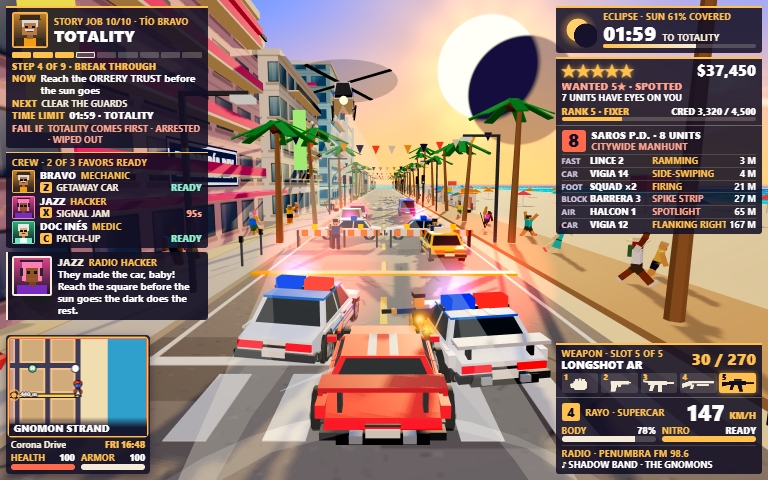 STORY JOB 10/10 · TÍO BRAVO
TOTALITY
STEP 4 OF 9 · BREAK THROUGH
NOW Reach the ORRERY TRUST before
the sun goes
NEXT CLEAR THE GUARDS
TIME LIMIT 01:59 · TOTALITY
FAIL IF TOTALITY COMES FIRST · ARRESTED
· WIPED OUT
CREW · 2 OF 3 FAVORS READY
BRAVO MECHANIC
Z GETAWAY CAR READY
JAZZ HACKER
X SIGNAL JAM 95s
DOC INÉS MEDIC
C PATCH-UP READY
JAZZ RADIO HACKER
They made the car, baby!
Reach the square before the
sun goes: the dark does the
rest.
GNOMON STRAND
Corona Drive FRI 16:48
HEALTH 100 ARMOR 100
ECLIPSE · SUN 61% COVERED
01:59 TO TOTALITY
★★★★★ $37,450
WANTED 5★ · SPOTTED
7 UNITS HAVE EYES ON YOU
RANK 5 · FIXER CRED 3,320 / 4,500
8 SAROS P.D. · 8 UNITS
CITYWIDE MANHUNT
FAST LINCE 2 RAMMING 3 M
CAR VIGIA 14 SIDE-SWIPING 4 M
FOOT SQUAD x2 FIRING 21 M
BLOCK BARRERA 3 SPIKE STRIP 27 M
AIR HALCON 1 SPOTLIGHT 65 M
CAR VIGIA 12 FLANKING RIGHT 167 M
WEAPON · SLOT 5 OF 5
LONGSHOT AR 30 / 270
1 2 3 4 5
4 RAYO · SUPERCAR 147 KM/H
BODY 78% NITRO READY
RADIO · PENUMBRA FM 98.6
♪ SHADOW BAND · THE GNOMONS